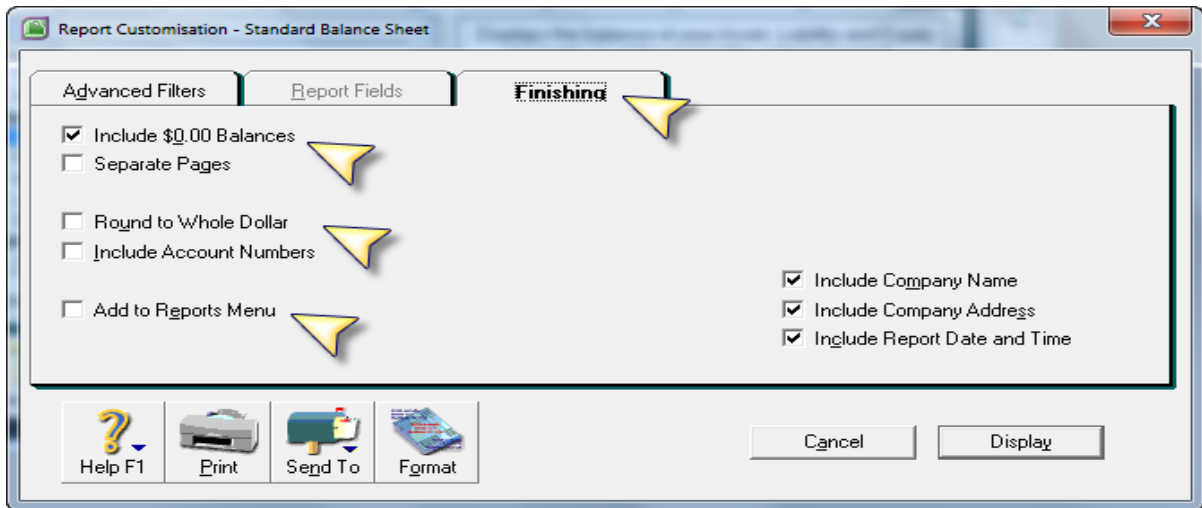 Report Customisation - Standard Balance Sheet
Advanced Filters
Report Fields
Finishing
Include $0.00 Balances
Separate Pages
Round to Whole Dollar
Include Account Numbers
Add to Reports Menu
Include Company Name
Include Company Address
Include Report Date and Time
Help F1
Print
Send To
Format
Cancel
Display